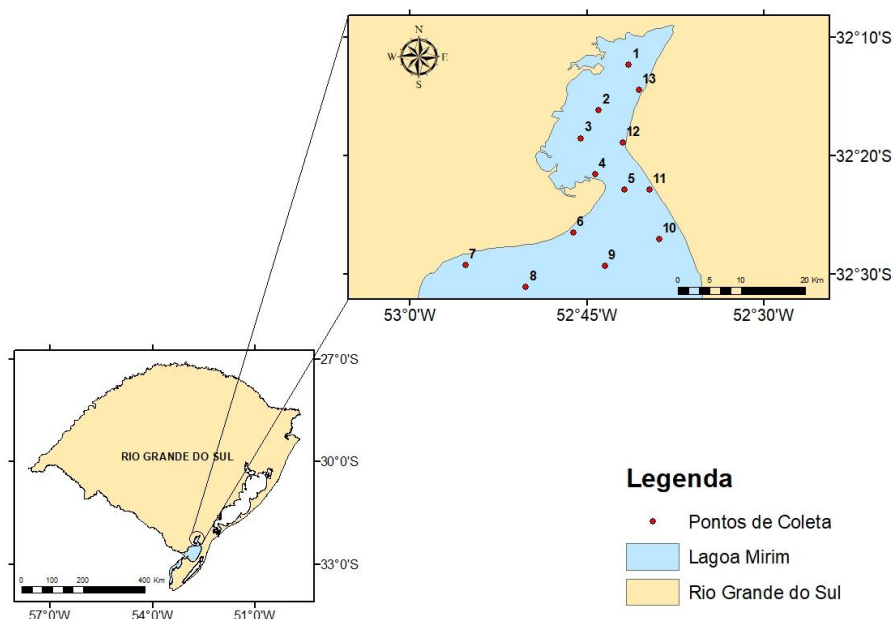 N
W E
S
32°10'S
32°20'S
32°30'S
1
13
2
3
12
4
5
11
6
10
7
9
8
0 5 10 20 Km
53°0'W
52°45'W
52°30'W
27°0'S
30°0'S
33°0'S
RIO GRANDE DO SUL
0 100 200 400 Km
57°0'W
54°0'W
51°0'W
Legenda
Pontos de Coleta
Lagoa Mirim
Rio Grande do Sul